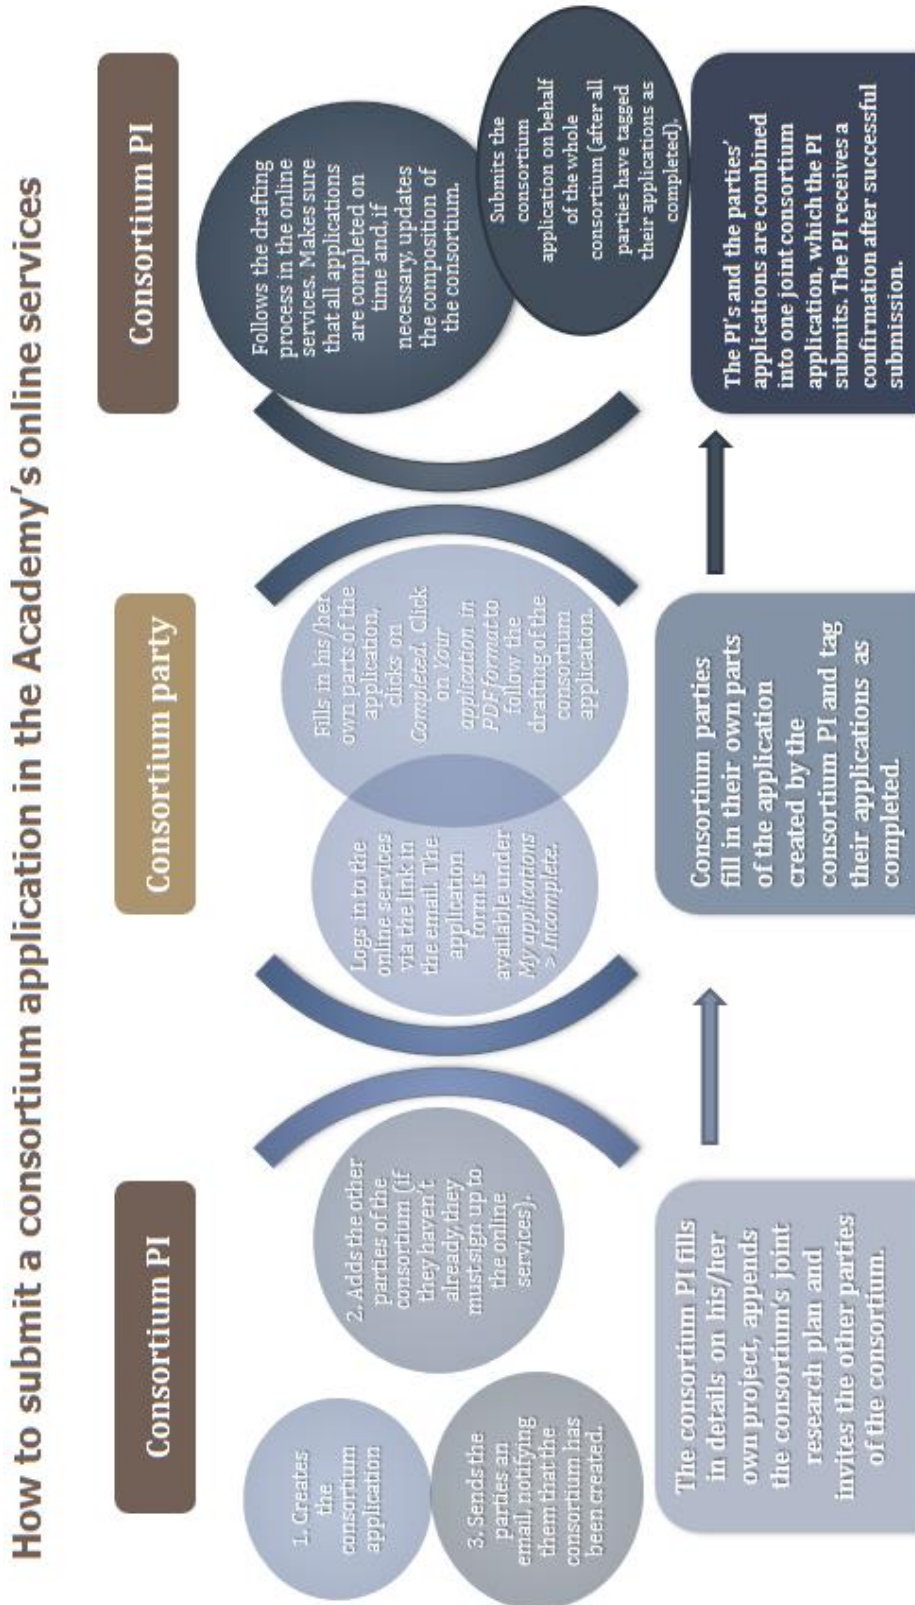 How to submit a consortium application in the Academy's online services
Consortium PI
1. Creates
the
consortium
application
2. Adds the other
parties of the
consortium (if
they haven't
already, they
must sign up to
the online
services).
3. Sends the
parties an
email, notifying
them that the
consortium has
been created.
The consortium PI fills
in details on his/her
own project, appends
the consortium's joint
research plan and
invites the other parties
of the consortium.
Consortium party
Logs in to the
online services
via the link in
the email. The
application
form is
available under
My applications
> Incomplete.
Fills in his/her
own parts of the
application,
clicks on
Completed. Click
on Your
application in
PDF format to
follow the
drafting of the
consortium
application.
Consortium parties
fill in their own parts
of the application
created by the
consortium PI and tag
their applications as
completed.
Consortium PI
Follows the drafting
process in the online
services. Makes sure
that all applications
are completed on
time and, if
necessary, updates
the composition of
the consortium.
Submits the
consortium
application on behalf
of the whole
consortium (after all
parties have tagged
their applications as
completed).
The PI's and the parties'
applications are combined
into one joint consortium
application, which the PI
submits. The PI receives a
confirmation after successful
submission.